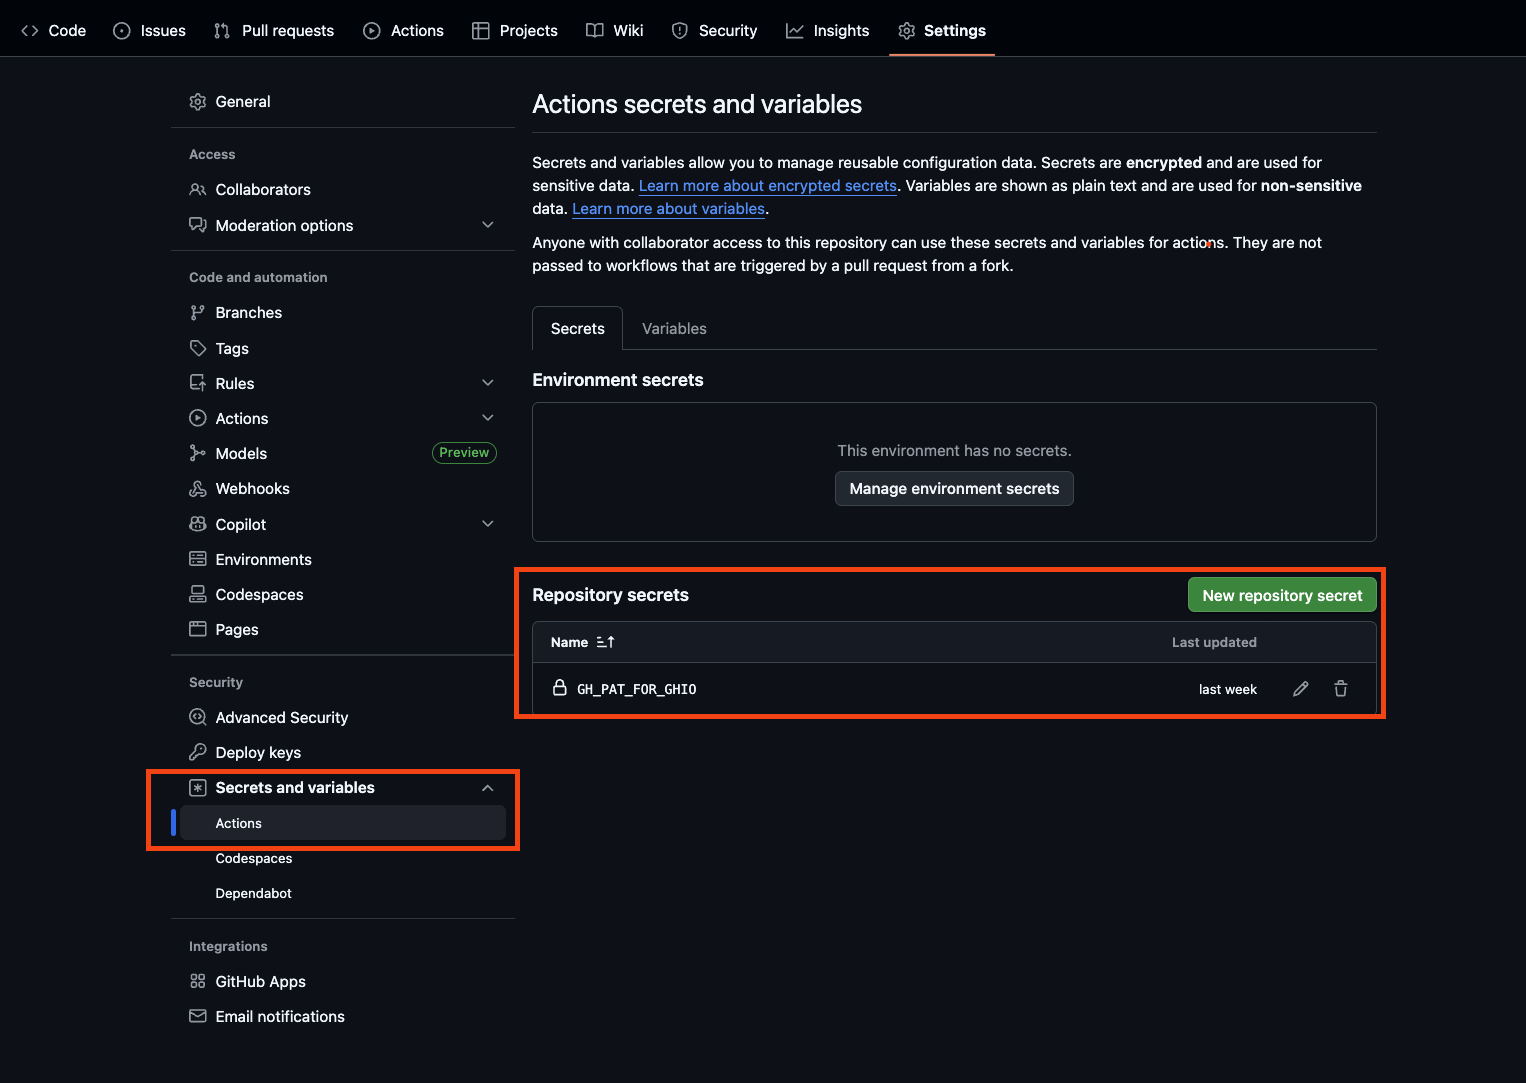 Code Issues Pull requests Actions Projects Wiki Security Insights Settings
General
Access
Collaborators
Moderation options
Code and automation
Branches
Tags
Rules
Actions
Models Preview
Webhooks
Copilot
Environments
Codespaces
Pages
Security
Advanced Security
Deploy keys
Secrets and variables
Actions
Codespaces
Dependabot
Integrations
GitHub Apps
Email notifications
Actions secrets and variables
Secrets and variables allow you to manage reusable configuration data. Secrets are encrypted and are used for
sensitive data. Learn more about encrypted secrets. Variables are shown as plain text and are used for non-sensitive
data. Learn more about variables.
Anyone with collaborator access to this repository can use these secrets and variables for actions. They are not
passed to workflows that are triggered by a pull request from a fork.
Secrets Variables
Environment secrets
This environment has no secrets.
Manage environment secrets
Repository secrets New repository secret
Name Last updated
GH_PAT_FOR_GHIO last week